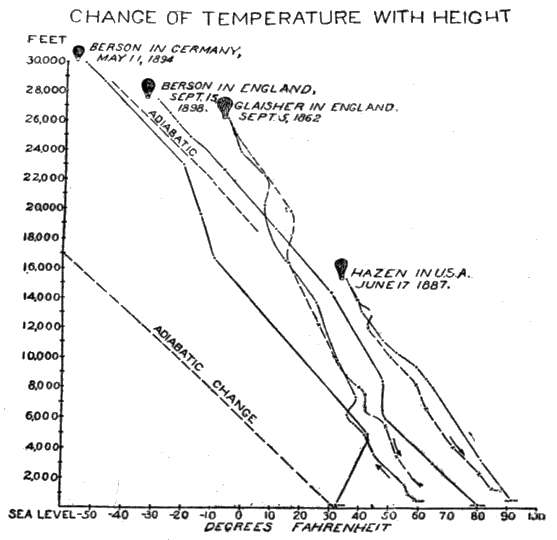 CHANGE OF TEMPERATURE WITH HEIGHT
FEET
BERSON IN GERMANY,
MAY 11, 1894
BERSON IN ENGLAND,
SEPT. 15,
1898.
GLAISHER IN ENGLAND.
SEPT. 5, 1862
ADIABATIC
HAZEN IN U.S.A.
JUNE 17 1887.
ADIABATIC CHANGE
30,000
28,000
26,000
24,000
22,000
20,000
18,000
16,000
14,000
12,000
10,000
8,000
6,000
4,000
2,000
SEA LEVEL -50 -30 -20 -10 0 10 20 30 40 50 60 70 80 90 100
DEGREES FAHRENHEIT